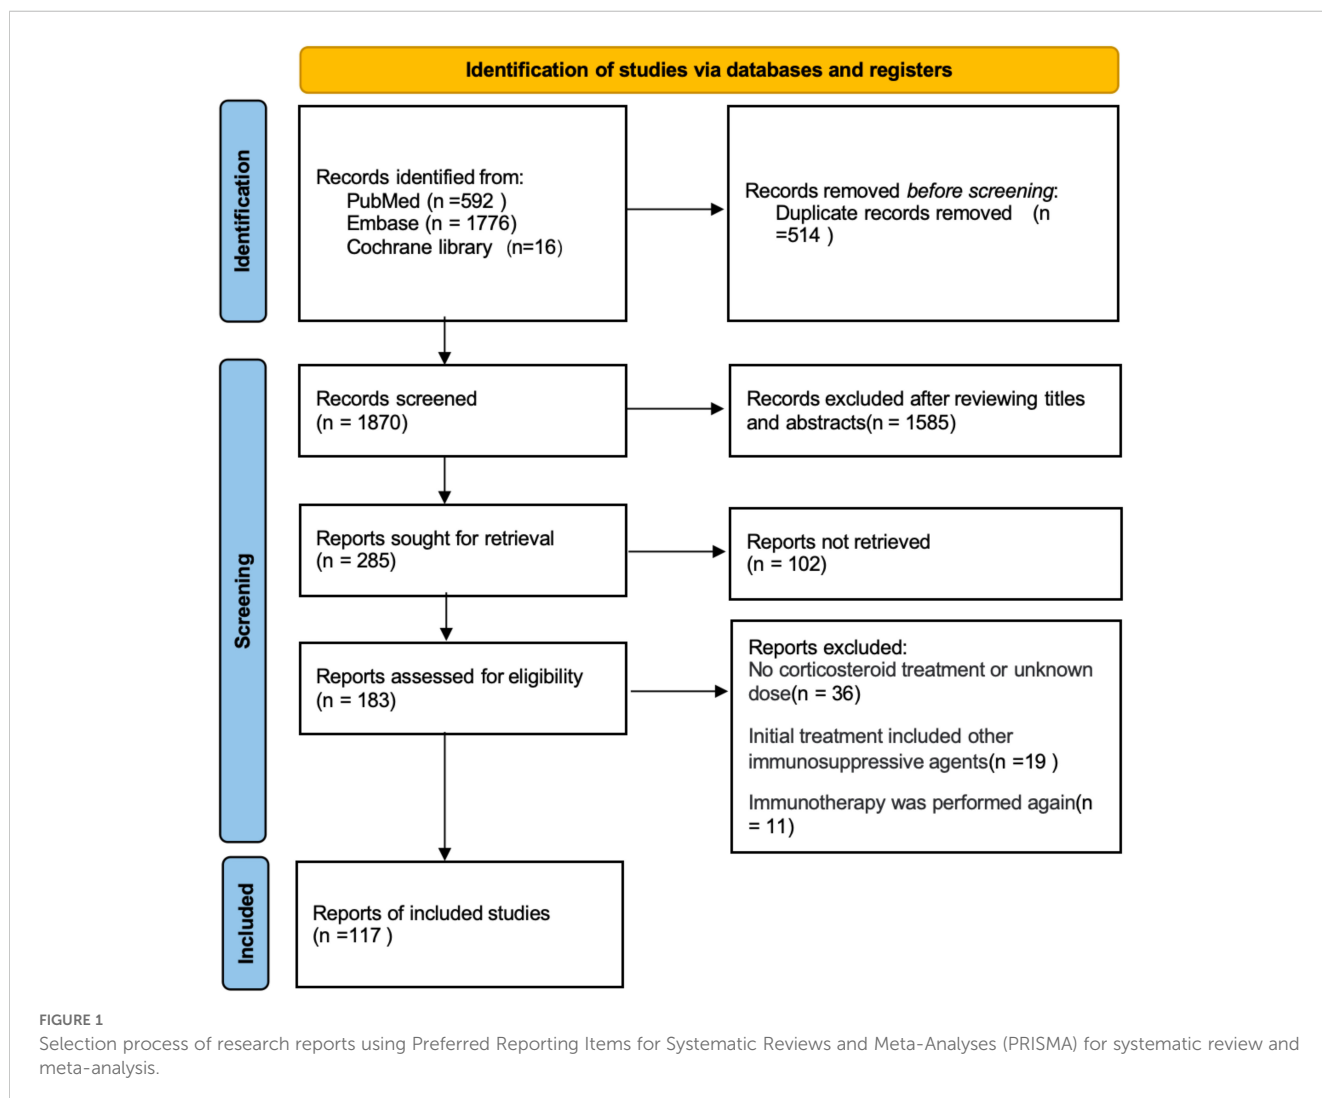 Identification of studies via databases and registers
Identification
Records identified from:
PubMed (n =592 )
Embase (n = 1776)
Cochrane library  (n=16)
Records removed before screening:
Duplicate records removed   (n
=514 )
Screening
Records screened
(n = 1870)
Records excluded after reviewing titles
and abstracts(n = 1585)
Reports sought for retrieval
(n = 285)
Reports not retrieved
(n = 102)
Reports assessed for eligibility
(n = 183)
Reports excluded:
No corticosteroid treatment or unknown
dose(n = 36)
Initial treatment included other
immunosuppressive agents(n =19 )
Immunotherapy was performed again(n
= 11)
Included
Reports of included studies
(n =117 )
FIGURE 1
Selection process of research reports using Preferred Reporting Items for Systematic Reviews and Meta-Analyses (PRISMA) for systematic review and
meta-analysis.